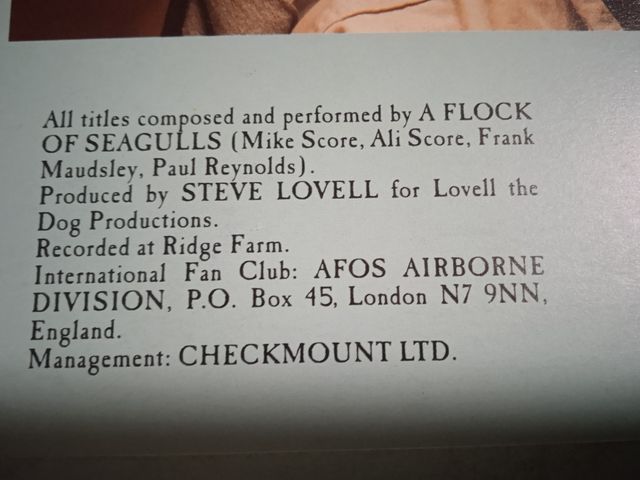 All titles composed and performed by A FLOCK
OF SEAGULLS (Mike Score, Ali Score, Frank
Maudsley, Paul Reynolds).
Produced by STEVE LOVELL for Lovell the
Dog Productions.
Recorded at Ridge Farm.
International Fan Club: AFOS AIRBORNE
DIVISION, P.O. Box 45, London N7 9NN,
England.
Management: CHECKMOUNT LTD.